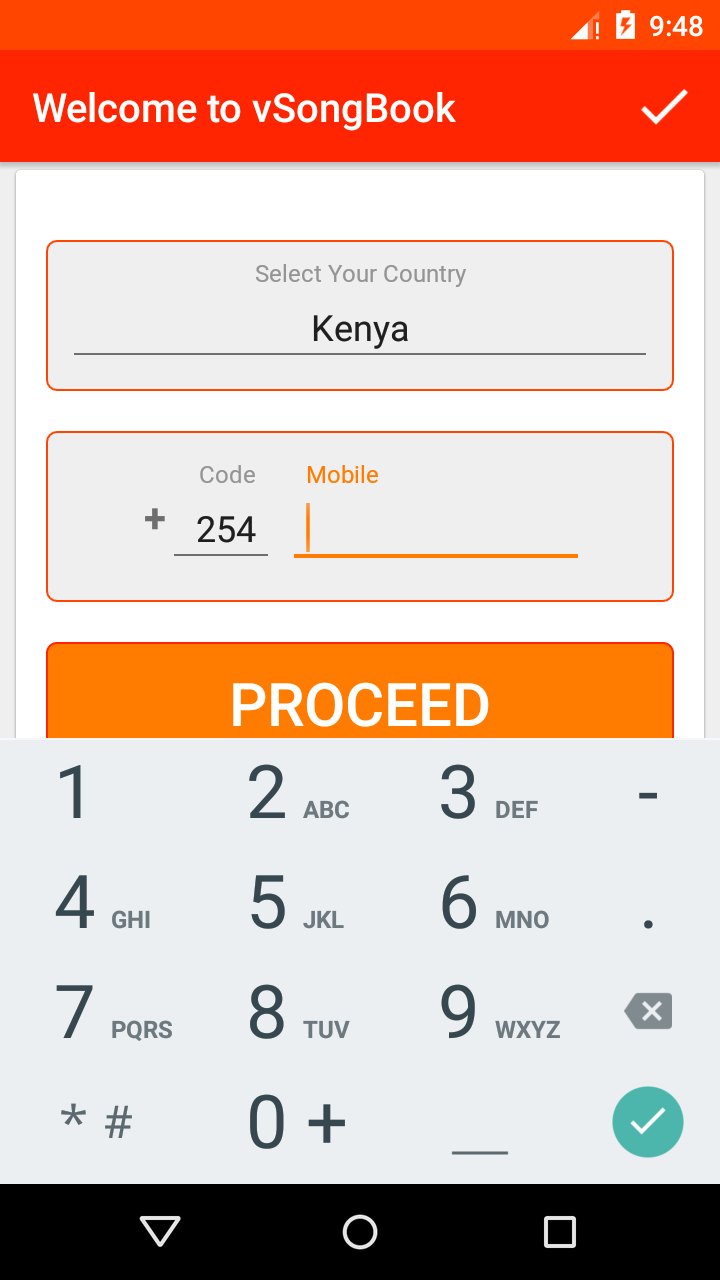 9:48
Welcome to vSongBook
Select Your Country
Kenya
Code Mobile
+ 254
PROCEED
1 2 ABC 3 DEF -
4 GHI 5 JKL 6 MNO .
7 PQRS 8 TUV 9 WXYZ
* # 0 + _